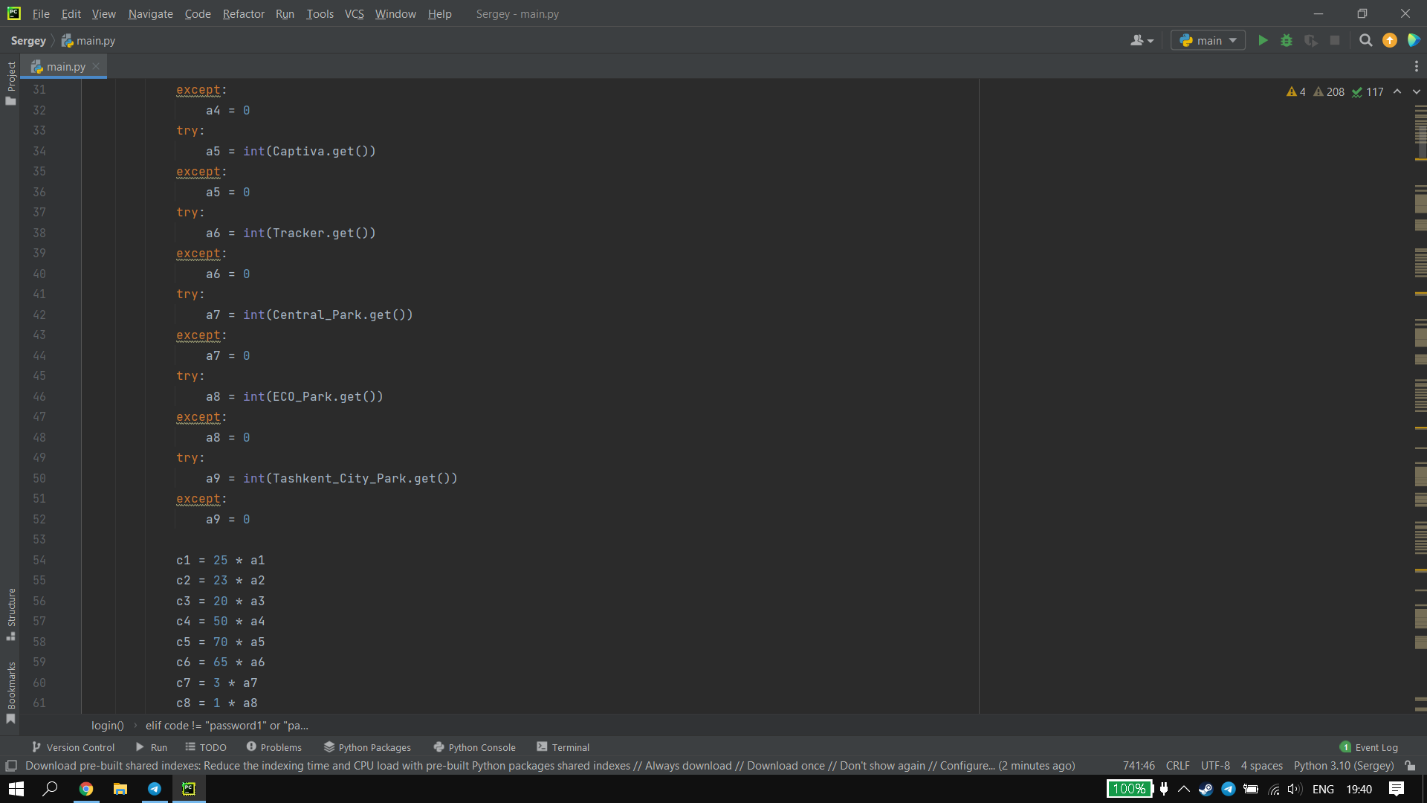 File Edit View Navigate Code Refactor Run Tools VCS Window Help Sergey - main.py
Sergey main.py main
main.py
Project
4 208 117
31 except:
32 a4 = 0
33 try:
34 a5 = int(Captiva.get())
35 except:
36 a5 = 0
37 try:
38 a6 = int(Tracker.get())
39 except:
40 a6 = 0
41 try:
42 a7 = int(Central_Park.get())
43 except:
44 a7 = 0
45 try:
46 a8 = int(ECO_Park.get())
47 except:
48 a8 = 0
49 try:
50 a9 = int(Tashkent_City_Park.get())
51 except:
52 a9 = 0
53
54 c1 = 25 * a1
55 c2 = 23 * a2
56 c3 = 20 * a3
57 c4 = 50 * a4
58 c5 = 70 * a5
59 c6 = 65 * a6
60 c7 = 3 * a7
61 c8 = 1 * a8
Structure
Bookmarks
login() elif code != "password1" or "pa...
Version Control Run TODO Problems Python Packages Python Console Terminal 1 Event Log
Download pre-built shared indexes: Reduce the indexing time and CPU load with pre-built Python packages shared indexes // Always download // Download once // Don't show again // Configure... (2 minutes ago) 741:46 CRLF UTF-8 4 spaces Python 3.10 (Sergey)
PC 100% ENG 19:40